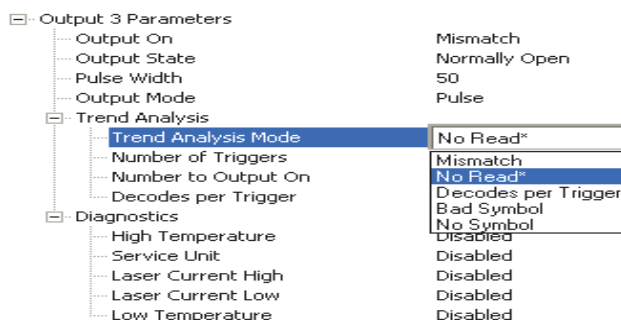 Output 3 Parameters
Output On Mismatch
Output State Normally Open
Pulse Width 50
Output Mode Pulse
Trend Analysis
Trend Analysis Mode No Read*
Number of Triggers Mismatch
Number to Output On No Read*
Decodes per Trigger Decodes per Trigger
Bad Symbol
Diagnostics No Symbol
High Temperature Disabled
Service Unit Disabled
Laser Current High Disabled
Laser Current Low Disabled
Low Temperature Disabled